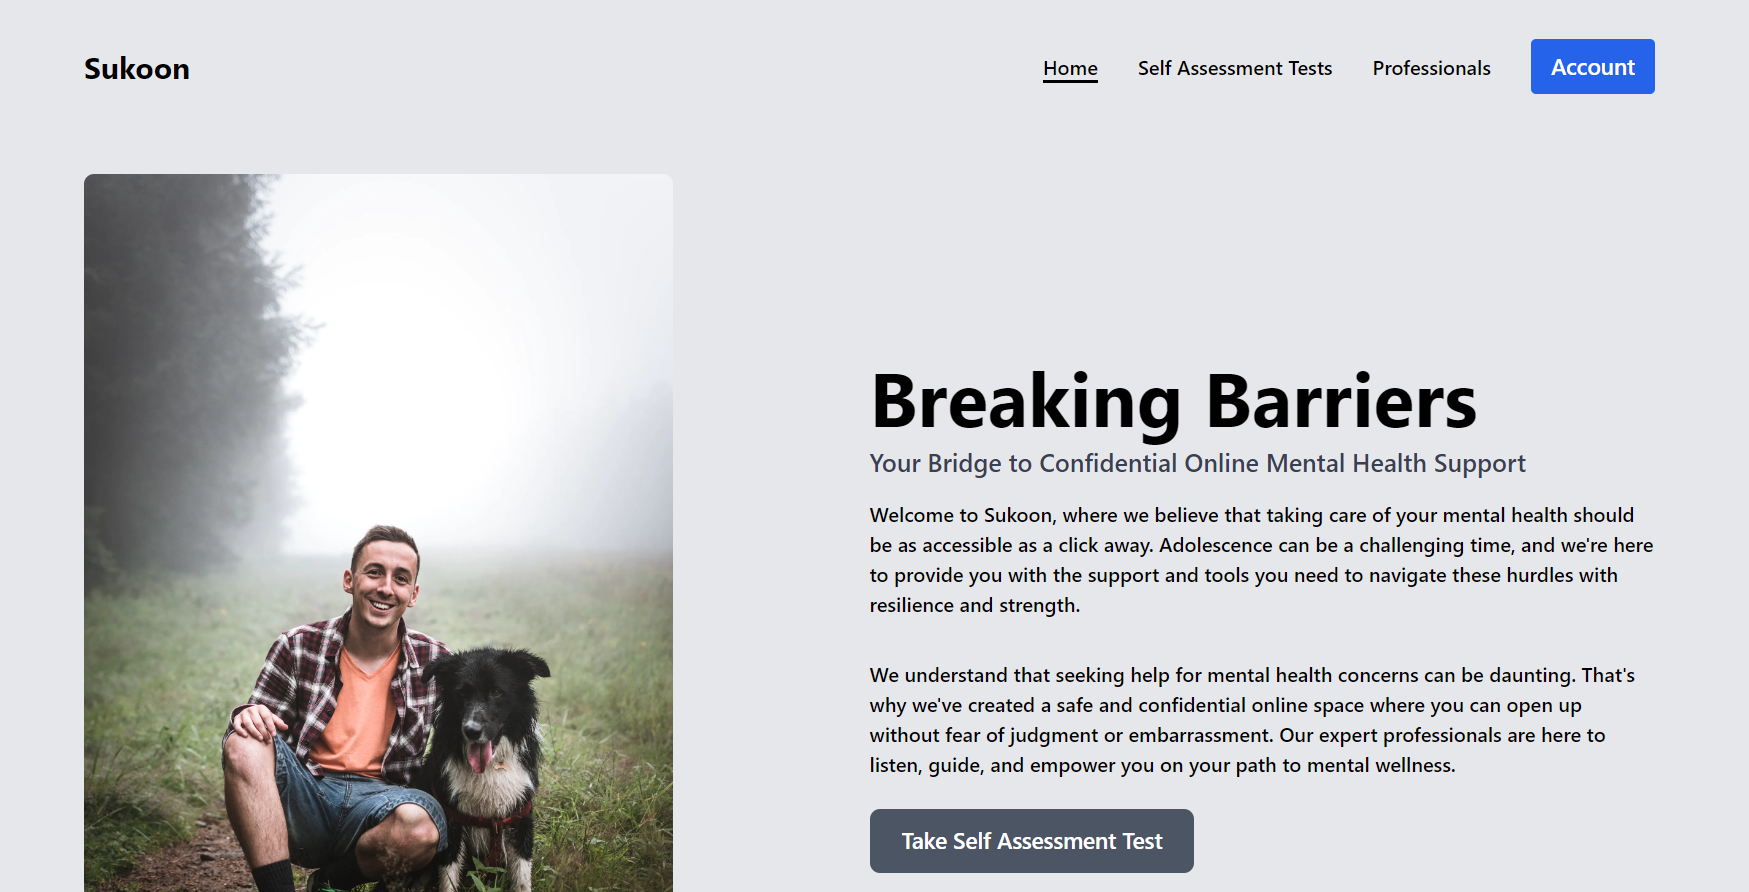 Sukoon
Home
Self Assessment Tests
Professionals
Account
Breaking Barriers
Your Bridge to Confidential Online Mental Health Support
Welcome to Sukoon, where we believe that taking care of your mental health should
be as accessible as a click away. Adolescence can be a challenging time, and we're here
to provide you with the support and tools you need to navigate these hurdles with
resilience and strength.
We understand that seeking help for mental health concerns can be daunting. That's
why we've created a safe and confidential online space where you can open up
without fear of judgment or embarrassment. Our expert professionals are here to
listen, guide, and empower you on your path to mental wellness.
Take Self Assessment Test